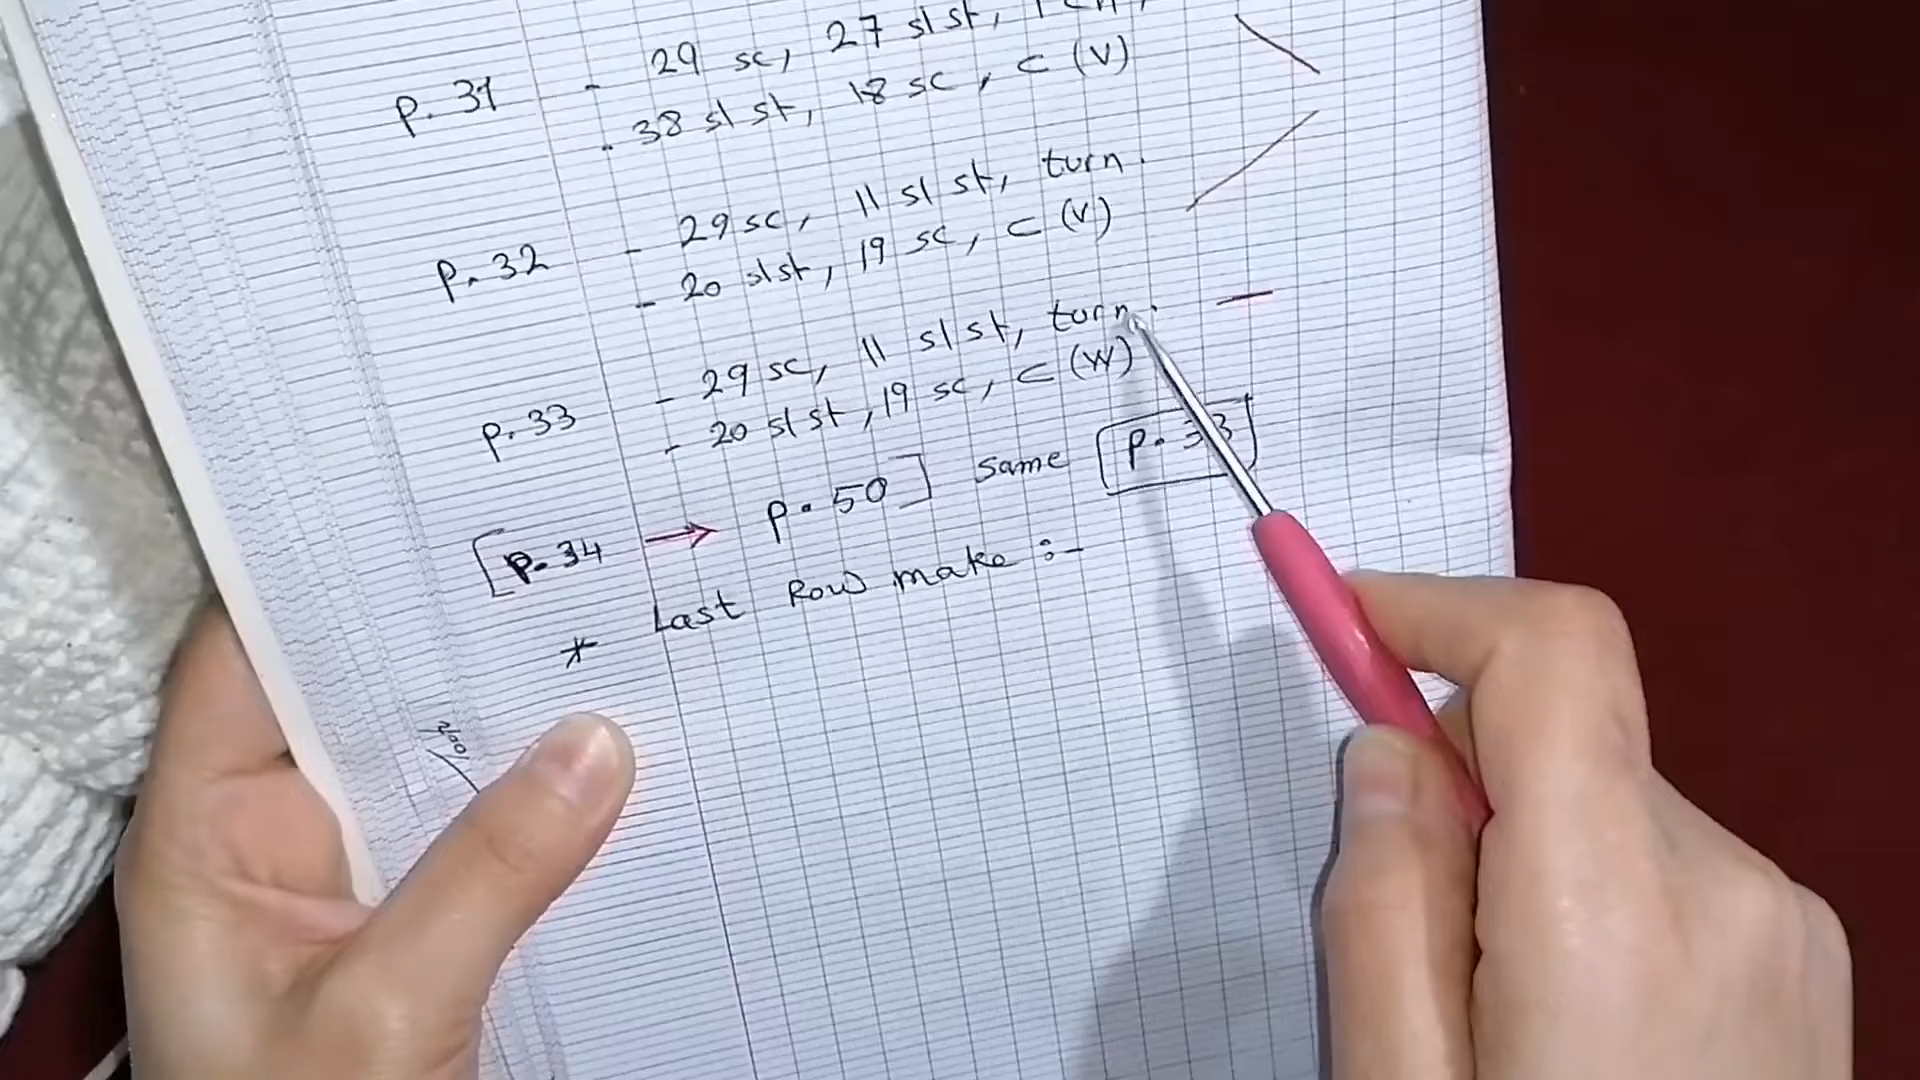 - 29 sc, 27 sl st,
p. 31
- 38 sl st, 18 sc, c (V)
- 29 sc, 11 sl st, turn.
p. 32
- 20 sl st, 19 sc, c (V)
- 29 sc, 11 sl st, turn.
p. 33
- 20 sl st, 19 sc, c (W)
[p. 34 → p. 50] same [p. 33]
* Last Row make :-